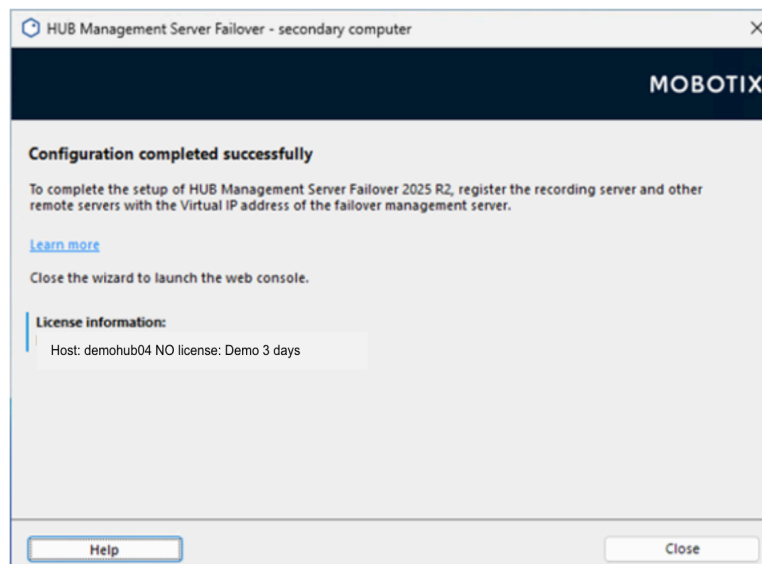 HUB Management Server Failover - secondary computer
MOBOTIX
Configuration completed successfully
To complete the setup of HUB Management Server Failover 2025 R2, register the recording server and other
remote servers with the Virtual IP address of the failover management server.
Learn more
Close the wizard to launch the web console.
License information:
Host: demohub04 NO license: Demo 3 days
Help
Close